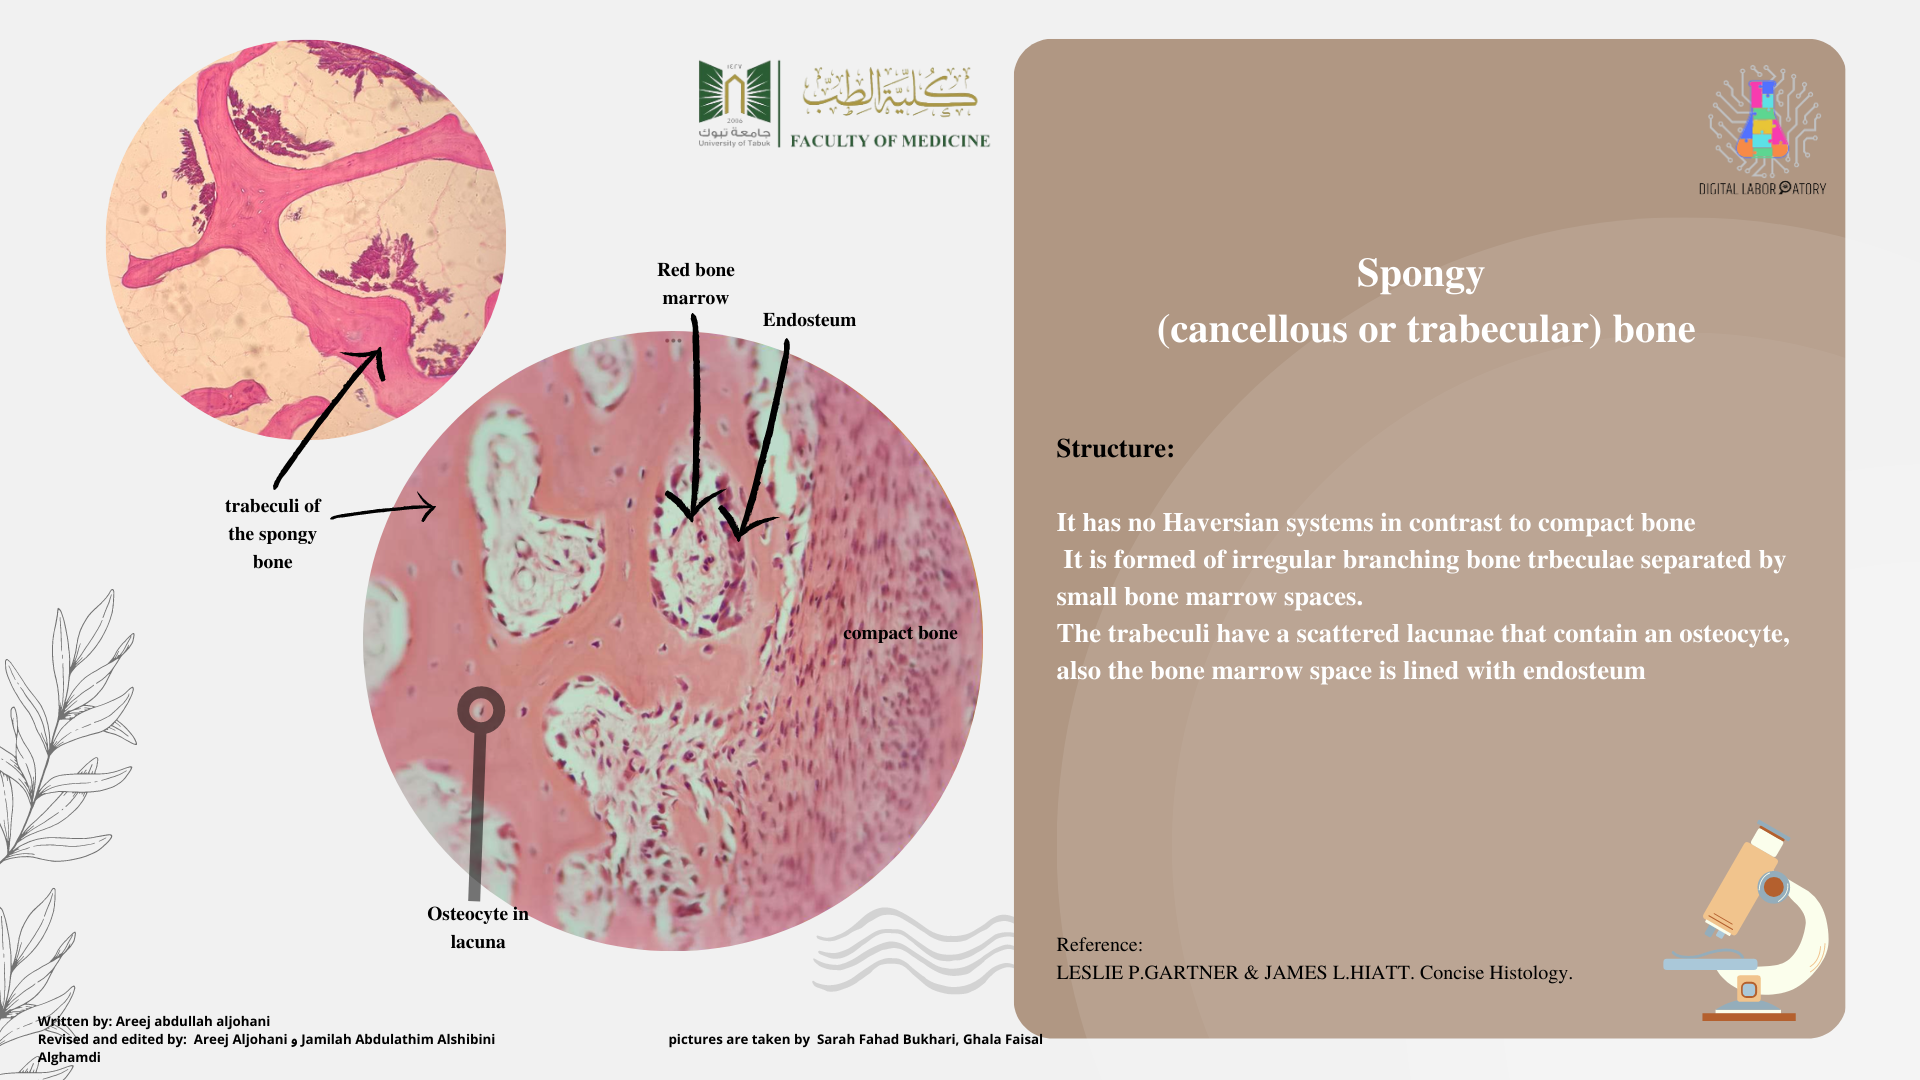 ١٤٢٧
2006
جامعة تبوك
University of Tabuk
كلية الطب
FACULTY OF MEDICINE
DIGITAL LABORATORY
Red bone
marrow
Endosteum
trabeculi of
the spongy
bone
compact bone
Osteocyte in
lacuna
Spongy
(cancellous or trabecular) bone
Structure:
It has no Haversian systems in contrast to compact bone
It is formed of irregular branching bone trbeculae separated by
small bone marrow spaces.
The trabeculi have a scattered lacunae that contain an osteocyte,
also the bone marrow space is lined with endosteum
Reference:
LESLIE P.GARTNER & JAMES L.HIATT. Concise Histology.
Written by: Areej abdullah aljohani
Revised and edited by:  Areej Aljohani و Jamilah Abdulathim Alshibini
pictures are taken by  Sarah Fahad Bukhari, Ghala Faisal
Alghamdi